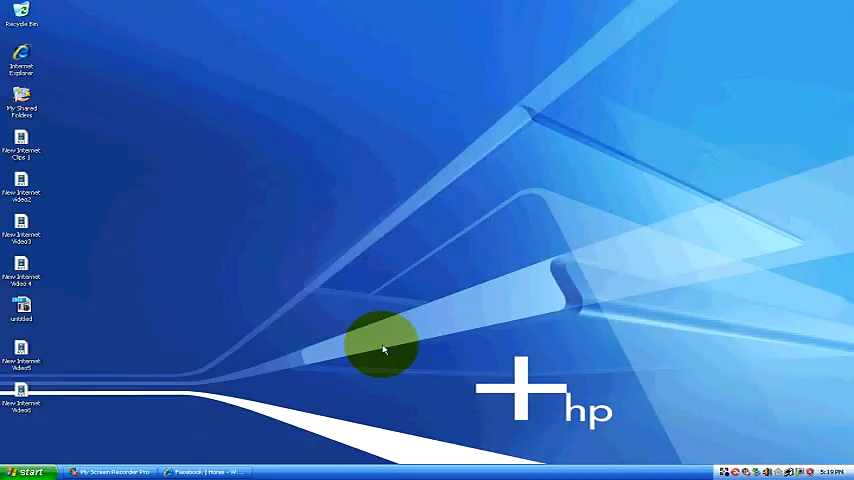 Recycle Bin
Internet
Explorer
My Shared
Folders
New Internet
Clips 1
New Internet
video2
New Internet
Video3
New Internet
Video 4
untitled
New Internet
Video5
New Internet
Video6
hp
start
My Screen Recorder Pro
Facebook | Home - W...
5:19 PM